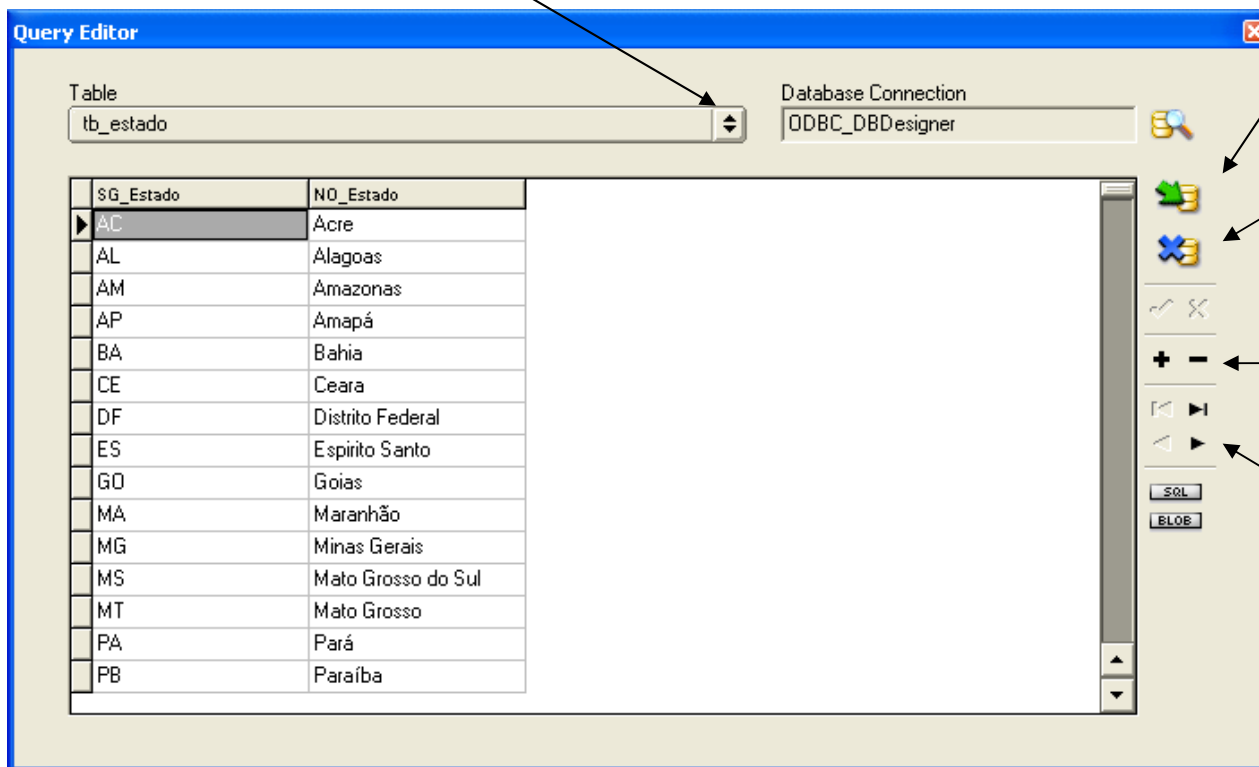 Query Editor
Table Database Connection
tb_estado ODBC_DBDesigner
SG_Estado NO_Estado
AC Acre
AL Alagoas
AM Amazonas
AP Amapá
BA Bahia
CE Ceara
DF Distrito Federal
ES Espirito Santo
GO Goias
MA Maranhão
MG Minas Gerais
MS Mato Grosso do Sul
MT Mato Grosso
PA Pará
PB Paraíba
SQL
BLOB